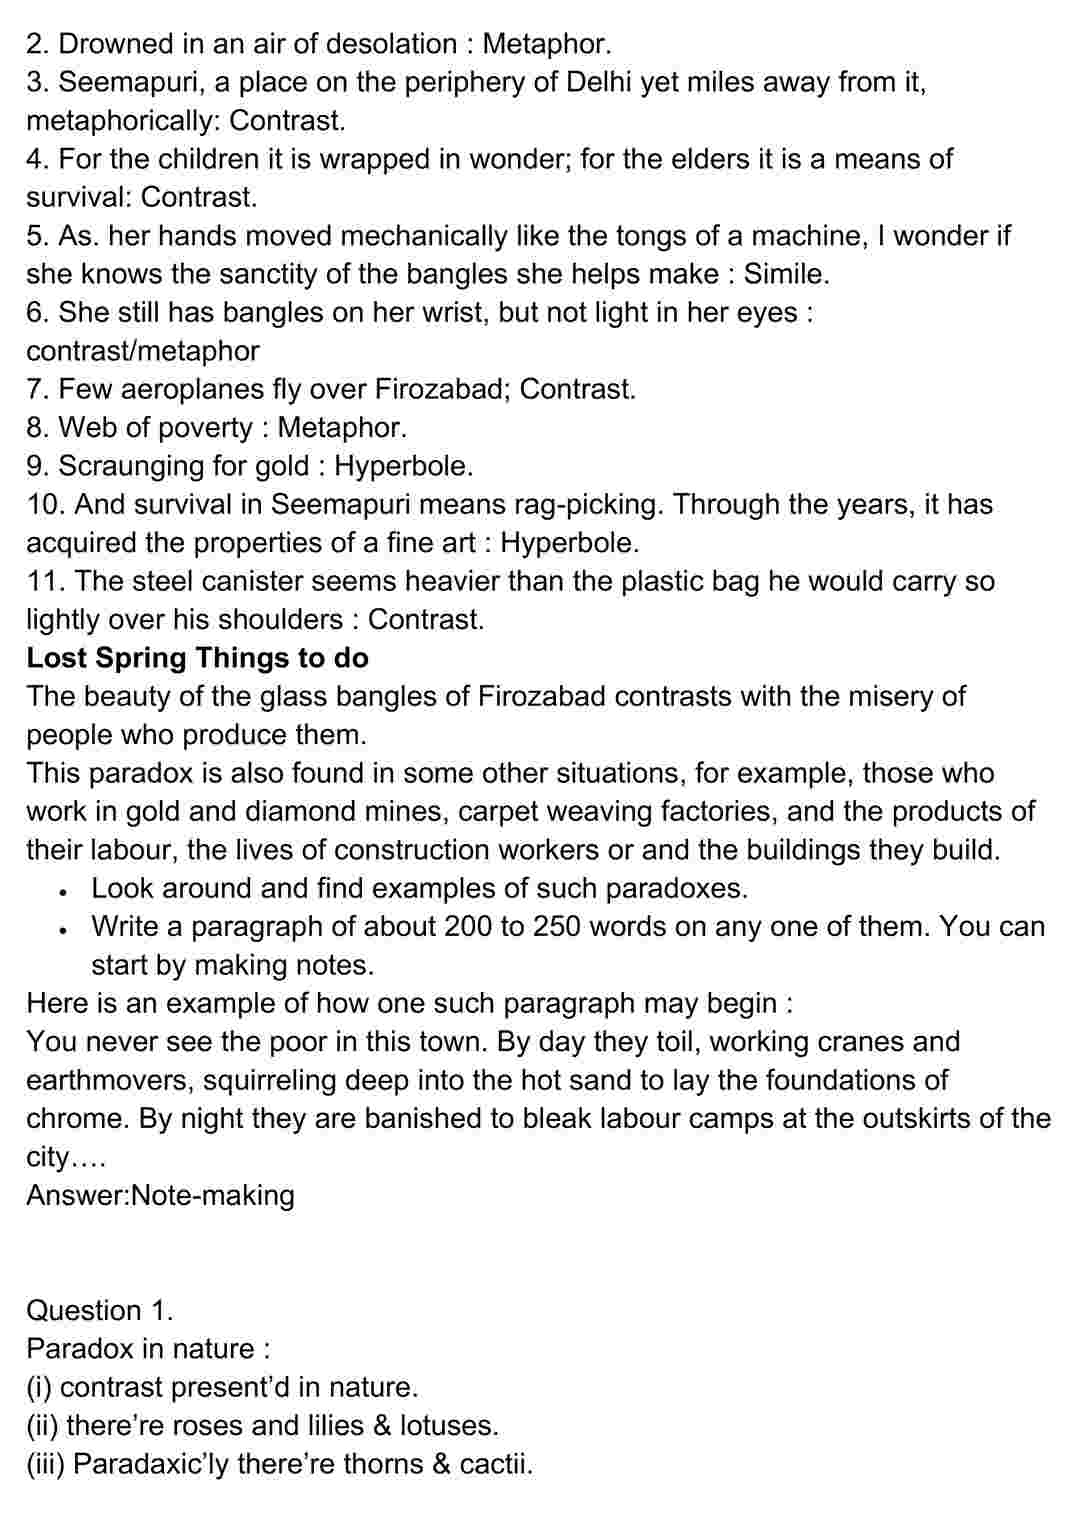 2. Drowned in an air of desolation : Metaphor.
3. Seemapuri, a place on the periphery of Delhi yet miles away from it,
metaphorically: Contrast.
4. For the children it is wrapped in wonder; for the elders it is a means of
survival: Contrast.
5. As. her hands moved mechanically like the tongs of a machine, I wonder if
she knows the sanctity of the bangles she helps make : Simile.
6. She still has bangles on her wrist, but not light in her eyes :
contrast/metaphor
7. Few aeroplanes fly over Firozabad; Contrast.
8. Web of poverty : Metaphor.
9. Scraunging for gold : Hyperbole.
10. And survival in Seemapuri means rag-picking. Through the years, it has
acquired the properties of a fine art : Hyperbole.
11. The steel canister seems heavier than the plastic bag he would carry so
lightly over his shoulders : Contrast.
Lost Spring Things to do
The beauty of the glass bangles of Firozabad contrasts with the misery of
people who produce them.
This paradox is also found in some other situations, for example, those who
work in gold and diamond mines, carpet weaving factories, and the products of
their labour, the lives of construction workers or and the buildings they build.
• Look around and find examples of such paradoxes.
• Write a paragraph of about 200 to 250 words on any one of them. You can
start by making notes.
Here is an example of how one such paragraph may begin :
You never see the poor in this town. By day they toil, working cranes and
earthmovers, squirreling deep into the hot sand to lay the foundations of
chrome. By night they are banished to bleak labour camps at the outskirts of the
city….
Answer:Note-making
Question 1.
Paradox in nature :
(i) contrast present’d in nature.
(ii) there’re roses and lilies & lotuses.
(iii) Paradaxic’ly there’re thorns & cactii.